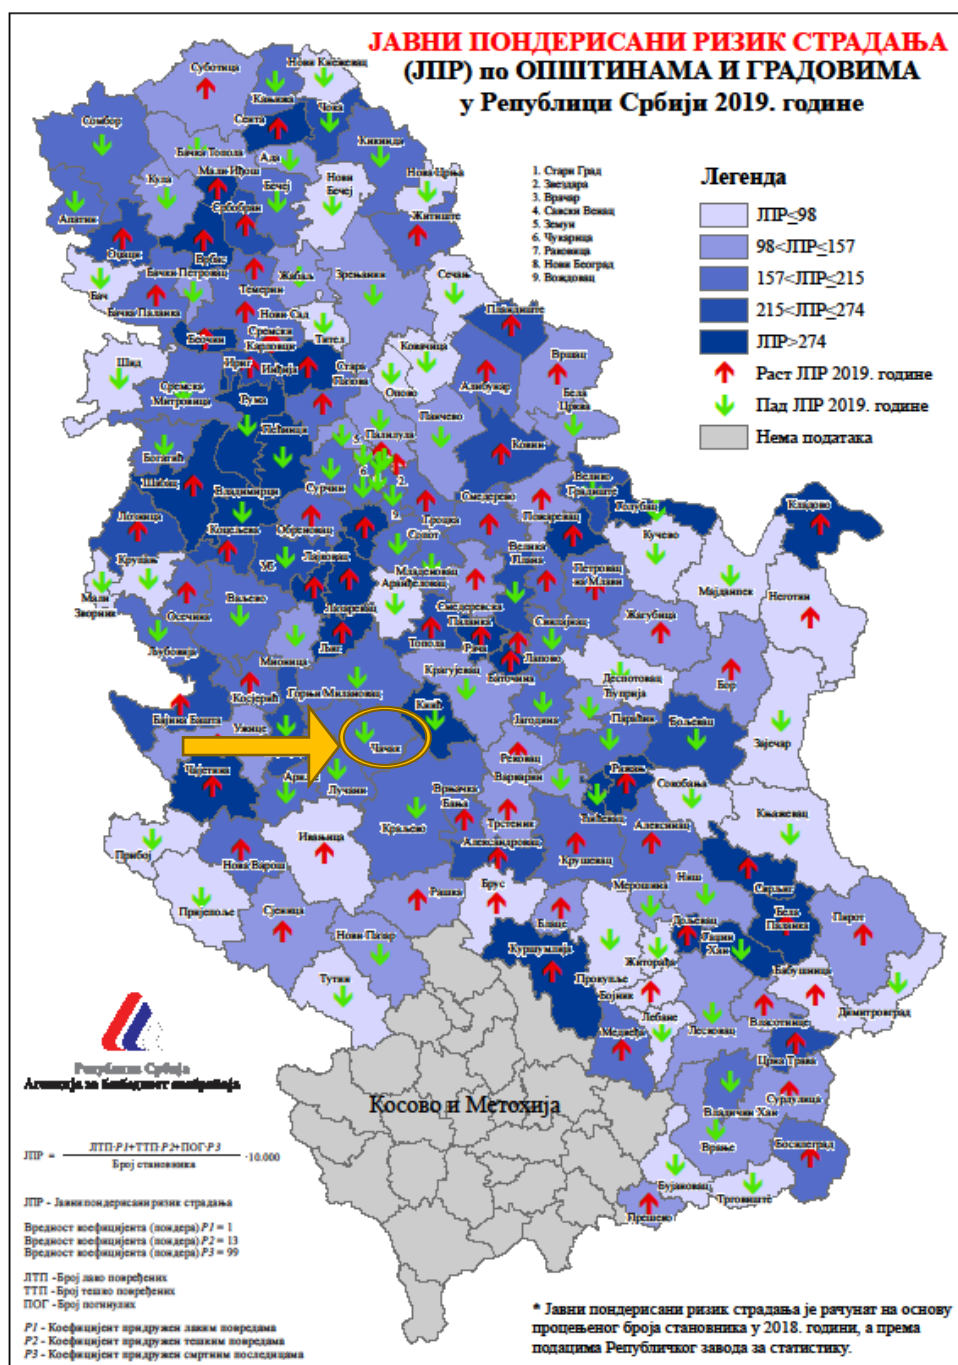 ЈАВНИ ПОНДЕРИСАНИ РИЗИК СТРАДАЊА
(ЈПР) по ОПШТИНАМА И ГРАДОВИМА
у Републици Србији 2019. године
1. Стари Град
2. Звездара
3. Врачар
4. Савски Венац
5. Земун
6. Чукарица
7. Раковица
8. Нови Београд
9. Вождовац
Легенда
ЈПР≤98
98<ЈПР≤157
157<ЈПР≤215
215<ЈПР≤274
ЈПР>274
Раст ЈПР 2019. године
Пад ЈПР 2019. године
Нема података
Суботица
Нови Кнежевац
Кањижа
Чока
Сента
Сомбор
Бачка Топола
Ада
Кикинда
Мали Иђош
Кула
Нови
Бечеј
Нова Црња
Бечеј
Србобран
Житиште
Апатин
Оџаци
Врбас
Бачки Петровац
Жабаљ
Зрењанин
Сечањ
Бач
Бачка Паланка
Темерин
Нови Сад
Пландиште
Беочин
Сремски
Карловци
Тител
Ковачица
Вршац
Шид
Ириг
Инђија
Стара
Пазова
Опово
Алибунар
Сремска
Митровица
Рума
Бела
Црква
Панчево
Пећинци
Палилула
5.
Ковин
Богатић
6.
2.
Шабац
Сурчин
Велико
Градиште
Голубац
Кладово
Владимирци
Смедерево
Лозница
9.
Гроцка
Пожаревац
Коцељева
Обреновац
Кучево
Сопот
Велика
Плана
Крупањ
Уб
Лајковац
Младеновац
Петровац
на Млави
Мали
Зворник
Ваљево
Аранђеловац
Мајданпек
Неготин
Осечина
Лазаревац
Смедеревска
Паланка
Жагубица
Љубовија
Љиг
Топола
Рача
Свилајнац
Мионица
Лапово
Баточина
Крагујевац
Деспотовац
Бор
Косјерић
Горњи Милановац
Ћуприја
Кнић
Бајина Башта
Јагодина
Параћин
Бољевац
Ужице
Чачак
Зајечар
Рековац
Чајетина
Лучани
Варварин
Ражањ
Сокобања
Врњачка
Бања
Ћићевац
Књажевац
Трстеник
Прибој
Ивањица
Краљево
Алексинац
Александровац
Нова Варош
Крушевац
Сврљиг
Рашка
Брус
Мерошина
Ниш
Пријепоље
Сјеница
Блаце
Дољевац
Бела
Паланка
Пирот
Нови Пазар
Куршумлија
Гаџин
Хан
Житорађа
Тутин
Прокупље
Бабушница
Бојник
Димитровград
Лебане
Власотинце
Медвеђа
Лесковац
Црна Трава
Сурдулица
Косово и Метохија
Владичин Хан
Врање
Босилеград
Бујановац
Трговиште
Прешево
Република Србија
Агенција за безбедност саобраћаја
ЈПР = ЛТП·P1+ТТП·P2+ПОГ·P3 / Број становника ·10.000
ЈПР - Јавни пондерисани ризик страдања
Вредност коефицијента (пондера) P1 = 1
Вредност коефицијента (пондера) P2 = 13
Вредност коефицијента (пондера) P3 = 99
ЛТП - Број лако повређених
ТТП - Број тешко повређених
ПОГ - Број погинулих
P1 - Коефицијент придружен лаким повредама
P2 - Коефицијент придружен тешким повредама
P3 - Коефицијент придружен смртним последицама
* Јавни пондерисани ризик страдања је рачунат на основу
процењеног броја становника у 2018. години, а према
подацима Републичког завода за статистику.